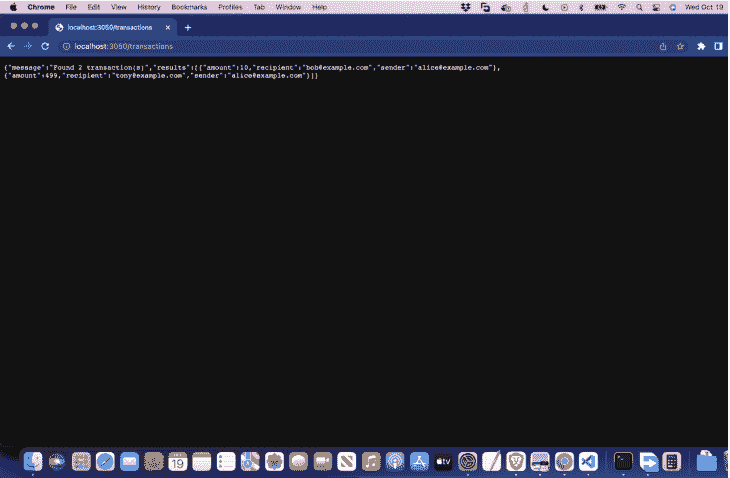 Chrome File Edit View History Bookmarks Profiles Tab Window Help Wed Oct 19
localhost:3050/transactions
localhost:3050/transactions
{"message":"Found 2 transaction(s)","results":[{"amount":50,"recipient":"bob@example.com","sender":"alice@example.com"},
{"amount":499,"recipient":"tony@example.com","sender":"alice@example.com"}]}
19
tv